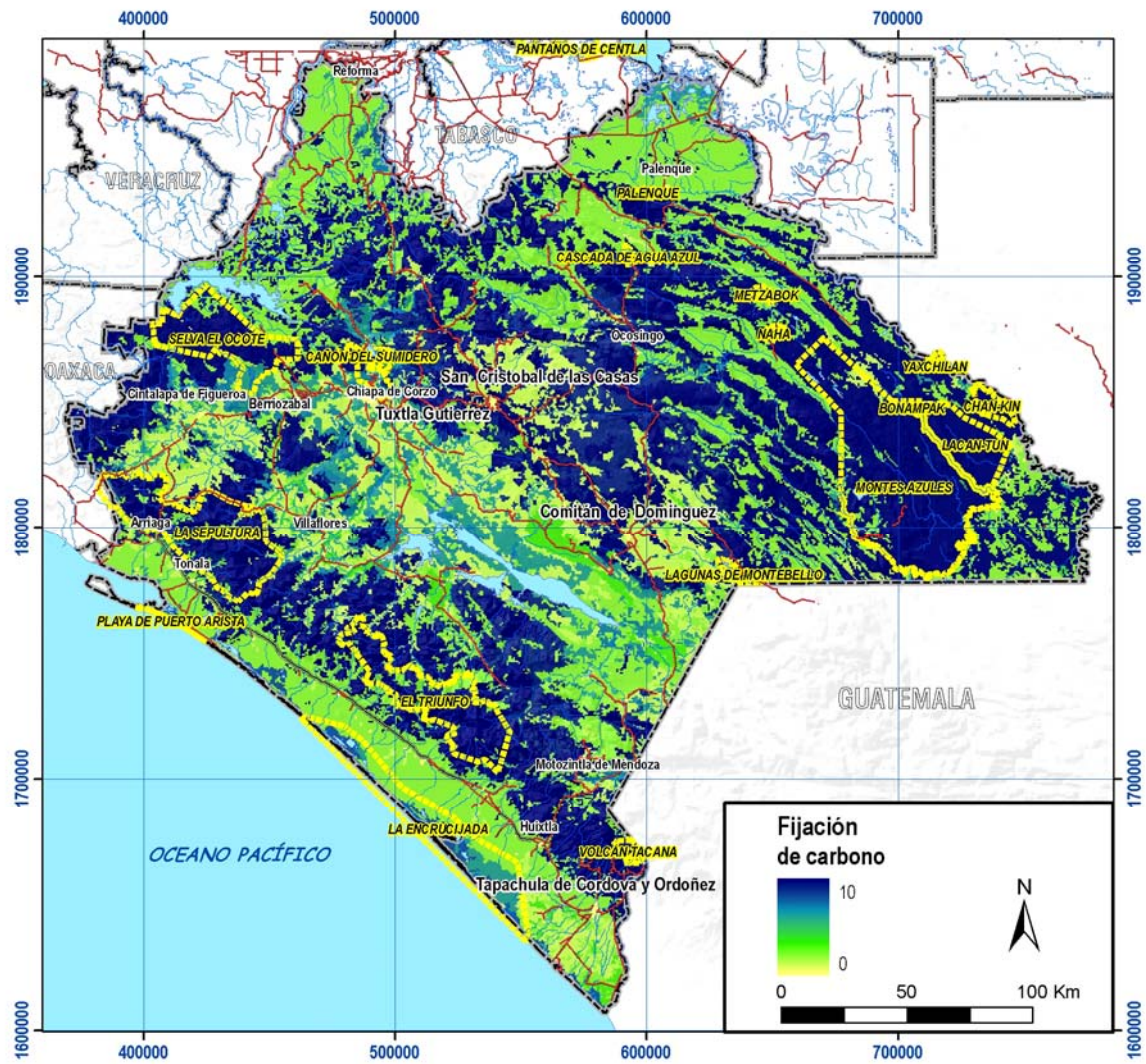 400000
500000
600000
700000
PANTANOS DE CENTLA
Reforma
TABASCO
VERACRUZ
Palenque
PALENQUE
CASCADA DE AGUA AZUL
1900000
1900000
METZABOK
SELVA EL OCOTE
NAHA
Ocosingo
OAXACA
CAÑON DEL SUMIDERO
YAXCHILAN
San Cristobal de las Casas
Cintalapa de Figueroa
Chiapa de Corzo
Berriozabal
Tuxtla Gutierrez
BONAMPAK
CHAN-KIN
LACAN-TUN
MONTES AZULES
Comitán de Dominguez
1800000
1800000
Arriaga
Villaflores
LA SEPULTURA
Tonala
LAGUNAS DE MONTEBELLO
PLAYA DE PUERTO ARISTA
GUATEMALA
EL TRIUNFO
Motozintla de Mendoza
1700000
1700000
LA ENCRUCIJADA
Huixtla
OCEANO PACÍFICO
VOLCAN TACANA
Tapachula de Cordova y Ordoñez
Fijación
de carbono
10
0
N
0
50
100 Km
1600000
1600000
400000
500000
600000
700000